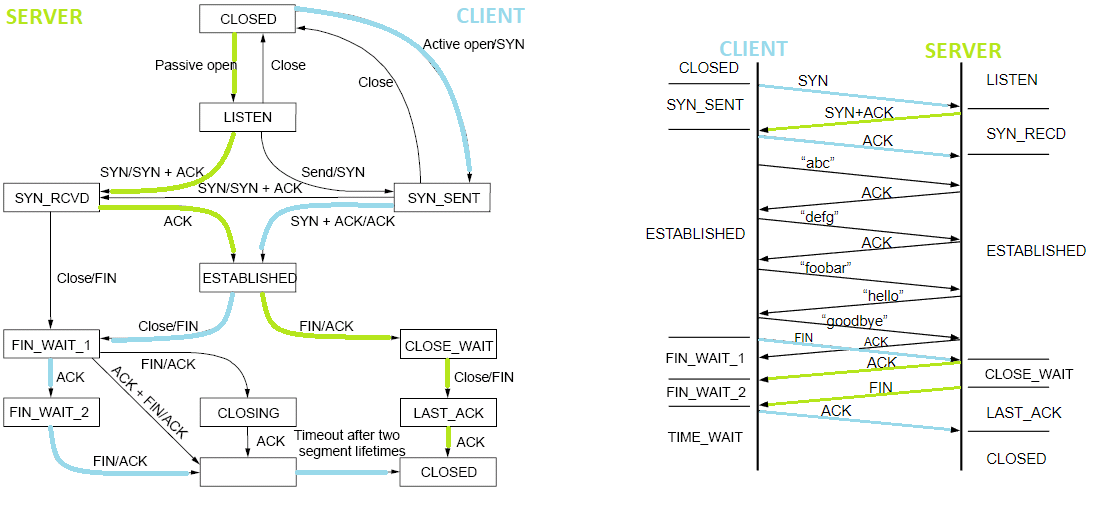 SERVER
CLIENT
CLOSED
Active open/SYN
Passive open
Close
Close
LISTEN
SYN/SYN + ACK
Send/SYN
SYN/SYN + ACK
SYN_RCVD
SYN_SENT
ACK
SYN + ACK/ACK
ESTABLISHED
Close/FIN
Close/FIN
FIN/ACK
FIN_WAIT_1
CLOSE_WAIT
FIN/ACK
ACK
ACK + FIN/ACK
Close/FIN
FIN_WAIT_2
CLOSING
LAST_ACK
ACK
ACK
Timeout after two
segment lifetimes
FIN/ACK
CLOSED
CLIENT
SERVER
CLOSED
SYN
LISTEN
SYN_SENT
SYN+ACK
SYN_RECD
ACK
“abc”
ACK
“defg”
ESTABLISHED
ACK
ESTABLISHED
“foobar”
“hello”
“goodbye”
FIN
ACK
FIN_WAIT_1
ACK
CLOSE_WAIT
FIN_WAIT_2
FIN
ACK
LAST_ACK
TIME_WAIT
CLOSED